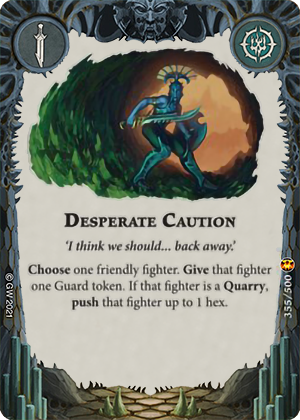 DESPERATE CAUTION
'I think we should... back away.'
Choose one friendly fighter. Give that fighter
one Guard token. If that fighter is a Quarry,
push that fighter up to 1 hex.
© GW 2021
355/500